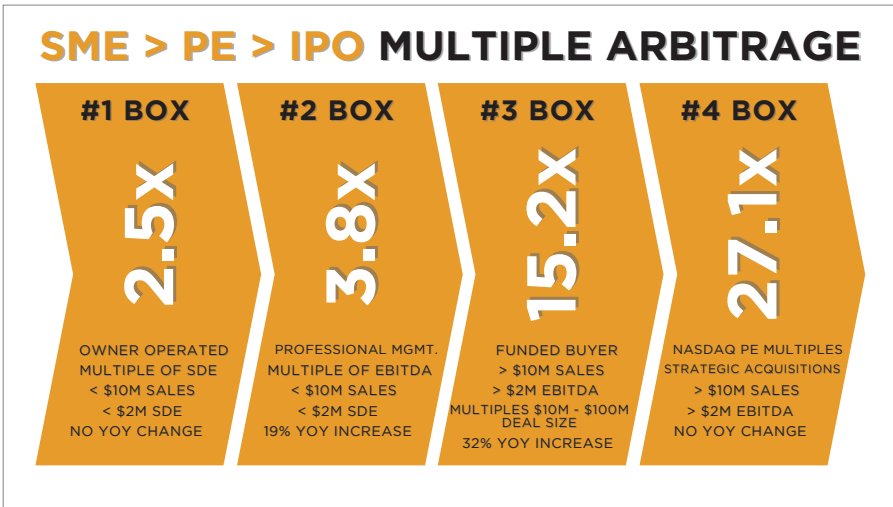 SME > PE > IPO MULTIPLE ARBITRAGE
#1 BOX
2.5x
OWNER OPERATED
MULTIPLE OF SDE
< $10M SALES
< $2M SDE
NO YOY CHANGE
#2 BOX
3.8x
PROFESSIONAL MGMT.
MULTIPLE OF EBITDA
< $10M SALES
< $2M SDE
19% YOY INCREASE
#3 BOX
15.2x
FUNDED BUYER
> $10M SALES
> $2M EBITDA
MULTIPLES $10M - $100M
DEAL SIZE
32% YOY INCREASE
#4 BOX
27.1x
NASDAQ PE MULTIPLES
STRATEGIC ACQUISITIONS
> $10M SALES
> $2M EBITDA
NO YOY CHANGE